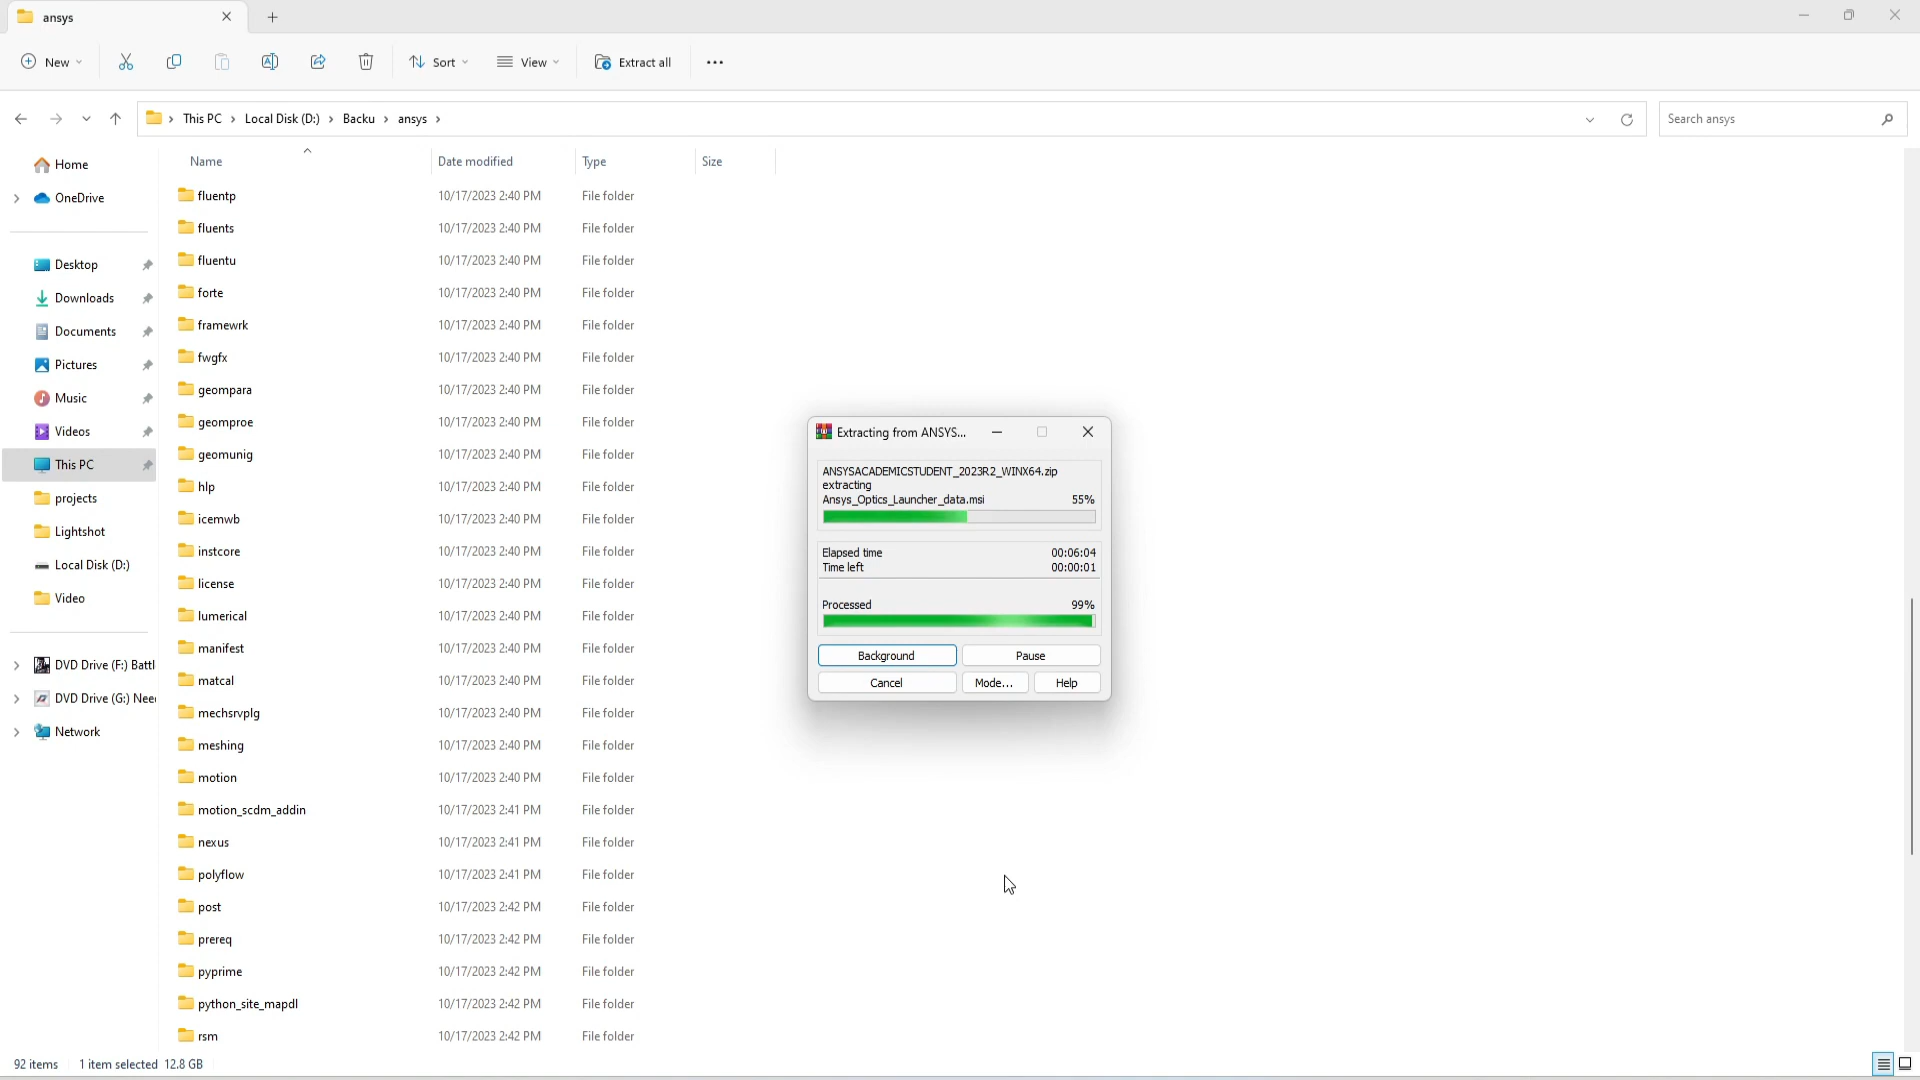 ansys
New
Sort
View
Extract all
This PC
Local Disk (D:)
Backu
ansys
Search ansys
Name
Date modified
Type
Size
Home
OneDrive
Desktop
Downloads
Documents
Pictures
Music
Videos
This PC
projects
Lightshot
Local Disk (D:)
Video
DVD Drive (F:) Battl
DVD Drive (G:) Nee
Network
fluentp 10/17/2023 2:40 PM File folder
fluents 10/17/2023 2:40 PM File folder
fluentu 10/17/2023 2:40 PM File folder
forte 10/17/2023 2:40 PM File folder
framewrk 10/17/2023 2:40 PM File folder
fwgfx 10/17/2023 2:40 PM File folder
geompara 10/17/2023 2:40 PM File folder
geomproe 10/17/2023 2:40 PM File folder
geomunig 10/17/2023 2:40 PM File folder
hlp 10/17/2023 2:40 PM File folder
icemwb 10/17/2023 2:40 PM File folder
instcore 10/17/2023 2:40 PM File folder
license 10/17/2023 2:40 PM File folder
lumerical 10/17/2023 2:40 PM File folder
manifest 10/17/2023 2:40 PM File folder
matcal 10/17/2023 2:40 PM File folder
mechsrvplg 10/17/2023 2:40 PM File folder
meshing 10/17/2023 2:40 PM File folder
motion 10/17/2023 2:40 PM File folder
motion_scdm_addin 10/17/2023 2:41 PM File folder
nexus 10/17/2023 2:41 PM File folder
polyflow 10/17/2023 2:41 PM File folder
post 10/17/2023 2:42 PM File folder
prereq 10/17/2023 2:42 PM File folder
pyprime 10/17/2023 2:42 PM File folder
python_site_mapdl 10/17/2023 2:42 PM File folder
rsm 10/17/2023 2:42 PM File folder
Extracting from ANSYS...
ANSYSACADEMICSTUDENT_2023R2_WINX64.zip
extracting
Ansys_Optics_Launcher_data.msi 55%
Elapsed time 00:06:04
Time left 00:00:01
Processed 99%
Background
Pause
Cancel
Mode...
Help
92 items 1 item selected 12.8 GB